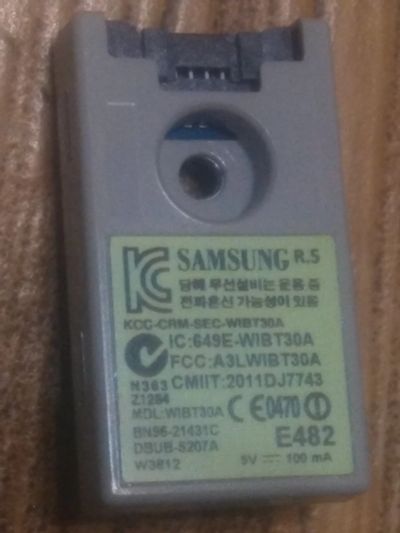 KC SAMSUNG R.S
당해 무선설비는 운용 중
전파혼신 가능성이 있음
KCC-CRM-SEC-WIBT30A
IC:649E-WIBT30A
FCC:A3LWIBT30A
N363 CMIIT:2011DJ7743
Z1284
MDL:WIBT30A CE0470
BN96-21431C E482
DBUB-S207A
W3812 5V 100 mA